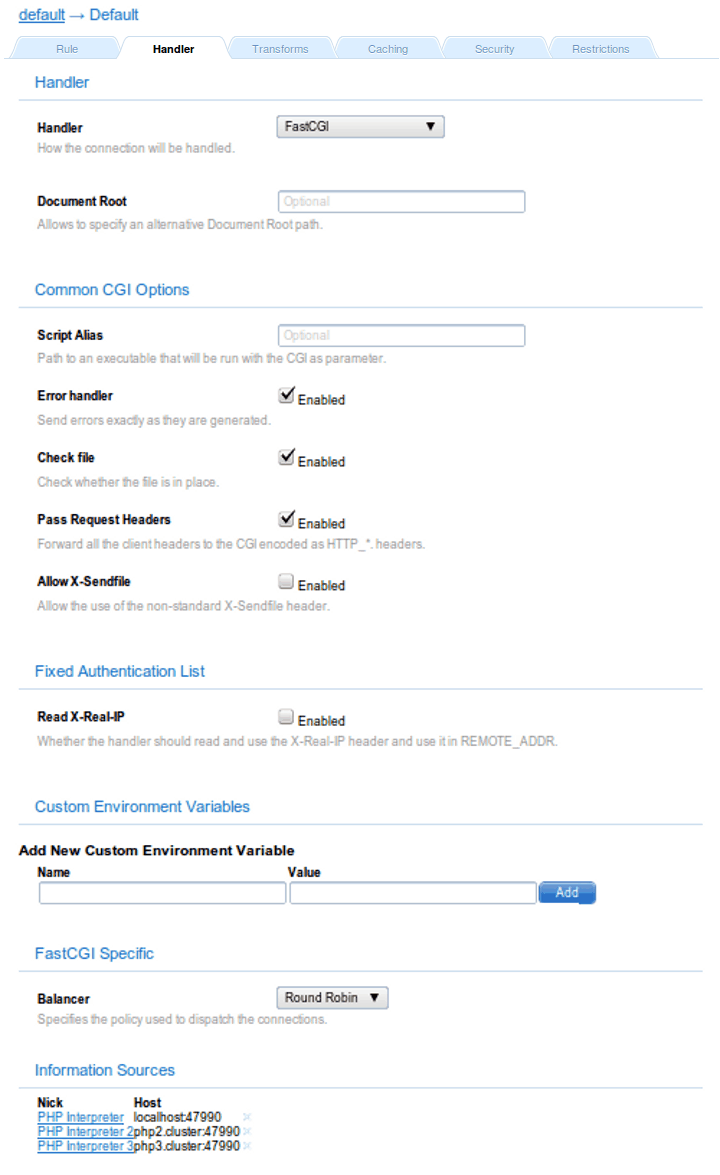 default → Default
Rule Handler Transforms Caching Security Restrictions
Handler
Handler FastCGI ▼
How the connection will be handled.
Document Root Optional
Allows to specify an alternative Document Root path.
Common CGI Options
Script Alias Optional
Path to an executable that will be run with the CGI as parameter.
Error handler Enabled
Send errors exactly as they are generated.
Check file Enabled
Check whether the file is in place.
Pass Request Headers Enabled
Forward all the client headers to the CGI encoded as HTTP_*. headers.
Allow X-Sendfile Enabled
Allow the use of the non-standard X-Sendfile header.
Fixed Authentication List
Read X-Real-IP Enabled
Whether the handler should read and use the X-Real-IP header and use it in REMOTE_ADDR.
Custom Environment Variables
Add New Custom Environment Variable
Name Value
Add
FastCGI Specific
Balancer Round Robin ▼
Specifies the policy used to dispatch the connections.
Information Sources
Nick Host
PHP Interpreter localhost:47990
PHP Interpreter 2 php2.cluster:47990
PHP Interpreter 3 php3.cluster:47990